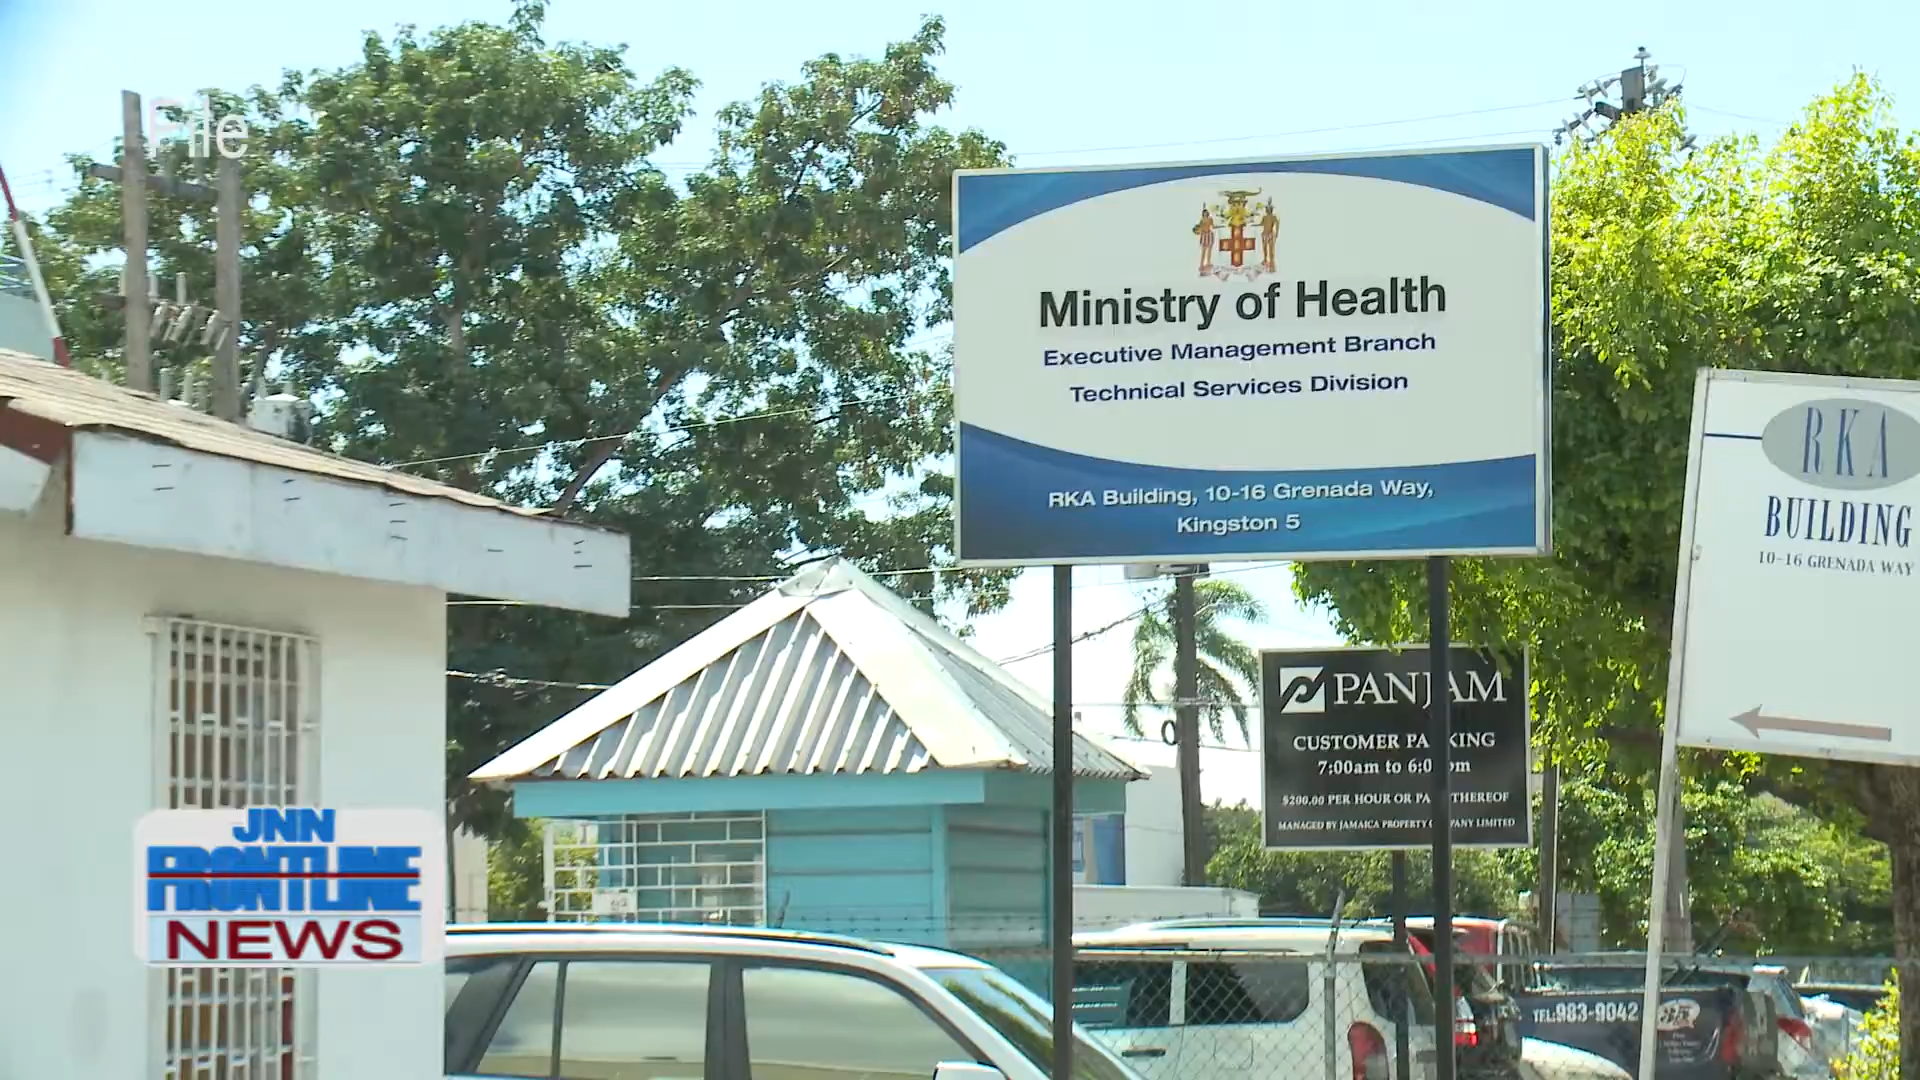 File
Ministry of Health
Executive Management Branch
Technical Services Division
RKA Building, 10-16 Grenada Way,
Kingston 5
RKA
BUILDING
10-16 GRENADA WAY
PANJAM
CUSTOMER PA KING
7:00am to 6:0 pm
$200.00 PER HOUR OR PA THEREOF
MANAGED BY JAMAICA PROPERTY C PANY LIMITED
JNN
FRONTLINE
NEWS
TEL:983-9042